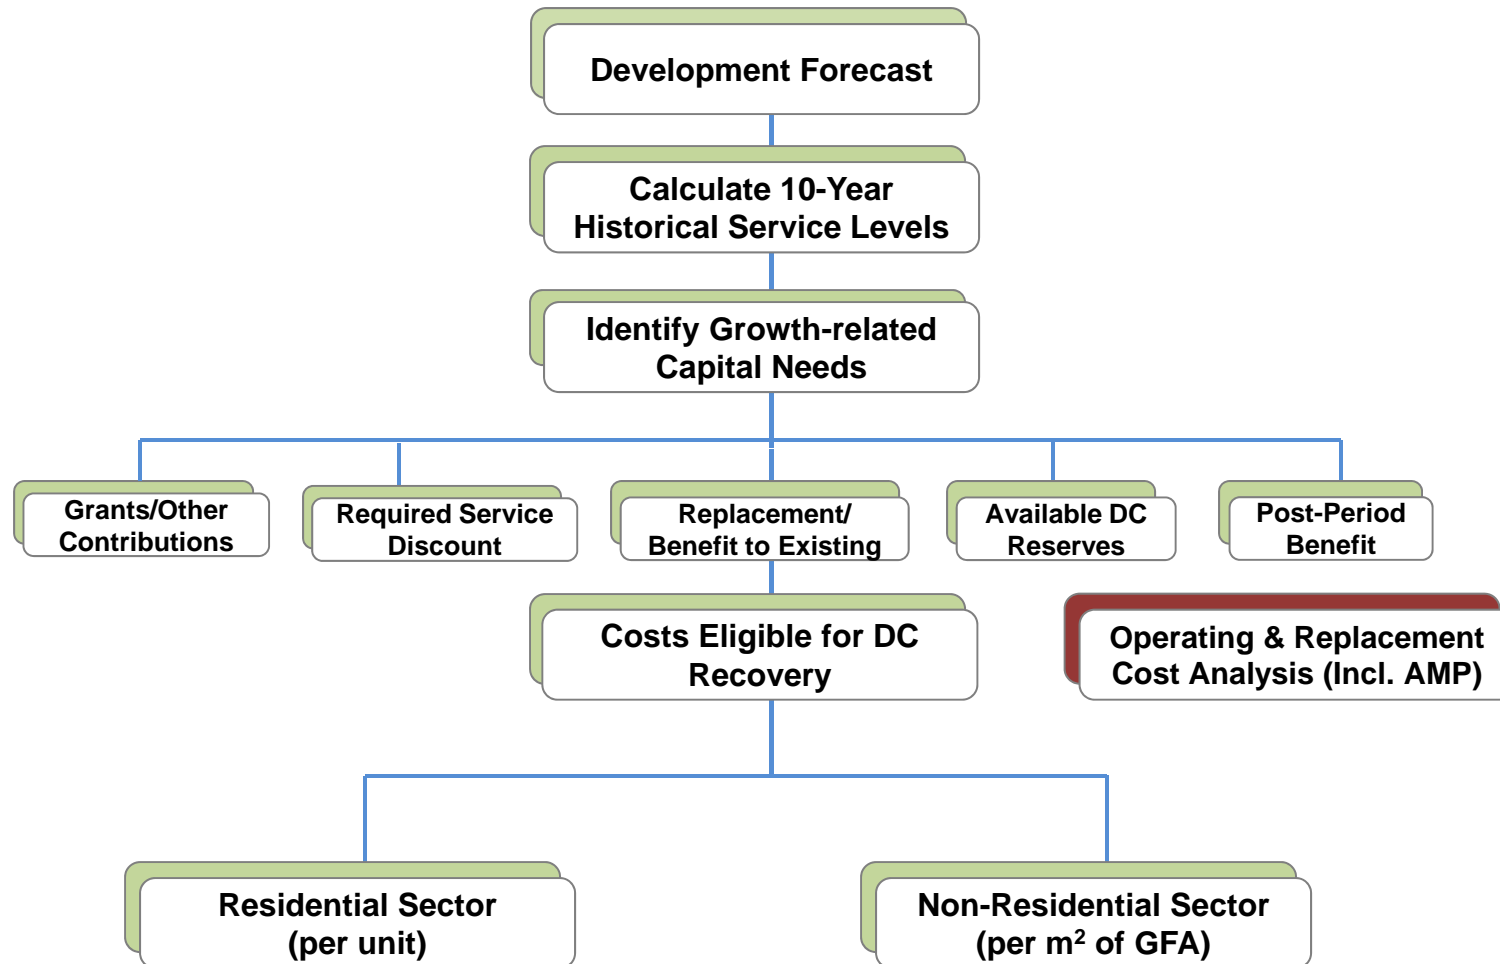 Development Forecast
Calculate 10-Year
Historical Service Levels
Identify Growth-related
Capital Needs
Grants/Other
Contributions
Required Service
Discount
Replacement/
Benefit to Existing
Available DC
Reserves
Post-Period
Benefit
Costs Eligible for DC
Recovery
Operating & Replacement
Cost Analysis (Incl. AMP)
Residential Sector
(per unit)
Non-Residential Sector
(per m² of GFA)